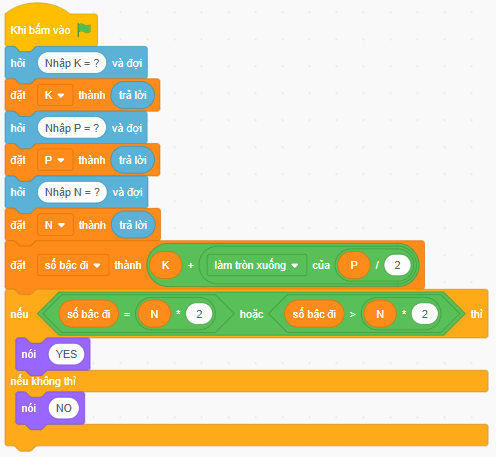 Khi bấm vào
hỏi Nhập K = ? và đợi
đặt K thành trả lời
hỏi Nhập P = ? và đợi
đặt P thành trả lời
hỏi Nhập N = ? và đợi
đặt N thành trả lời
đặt số bậc đi thành K + làm tròn xuống của P / 2
nếu số bậc đi = N * 2 hoặc số bậc đi > N * 2 thì
nói YES
nếu không thì
nói NO